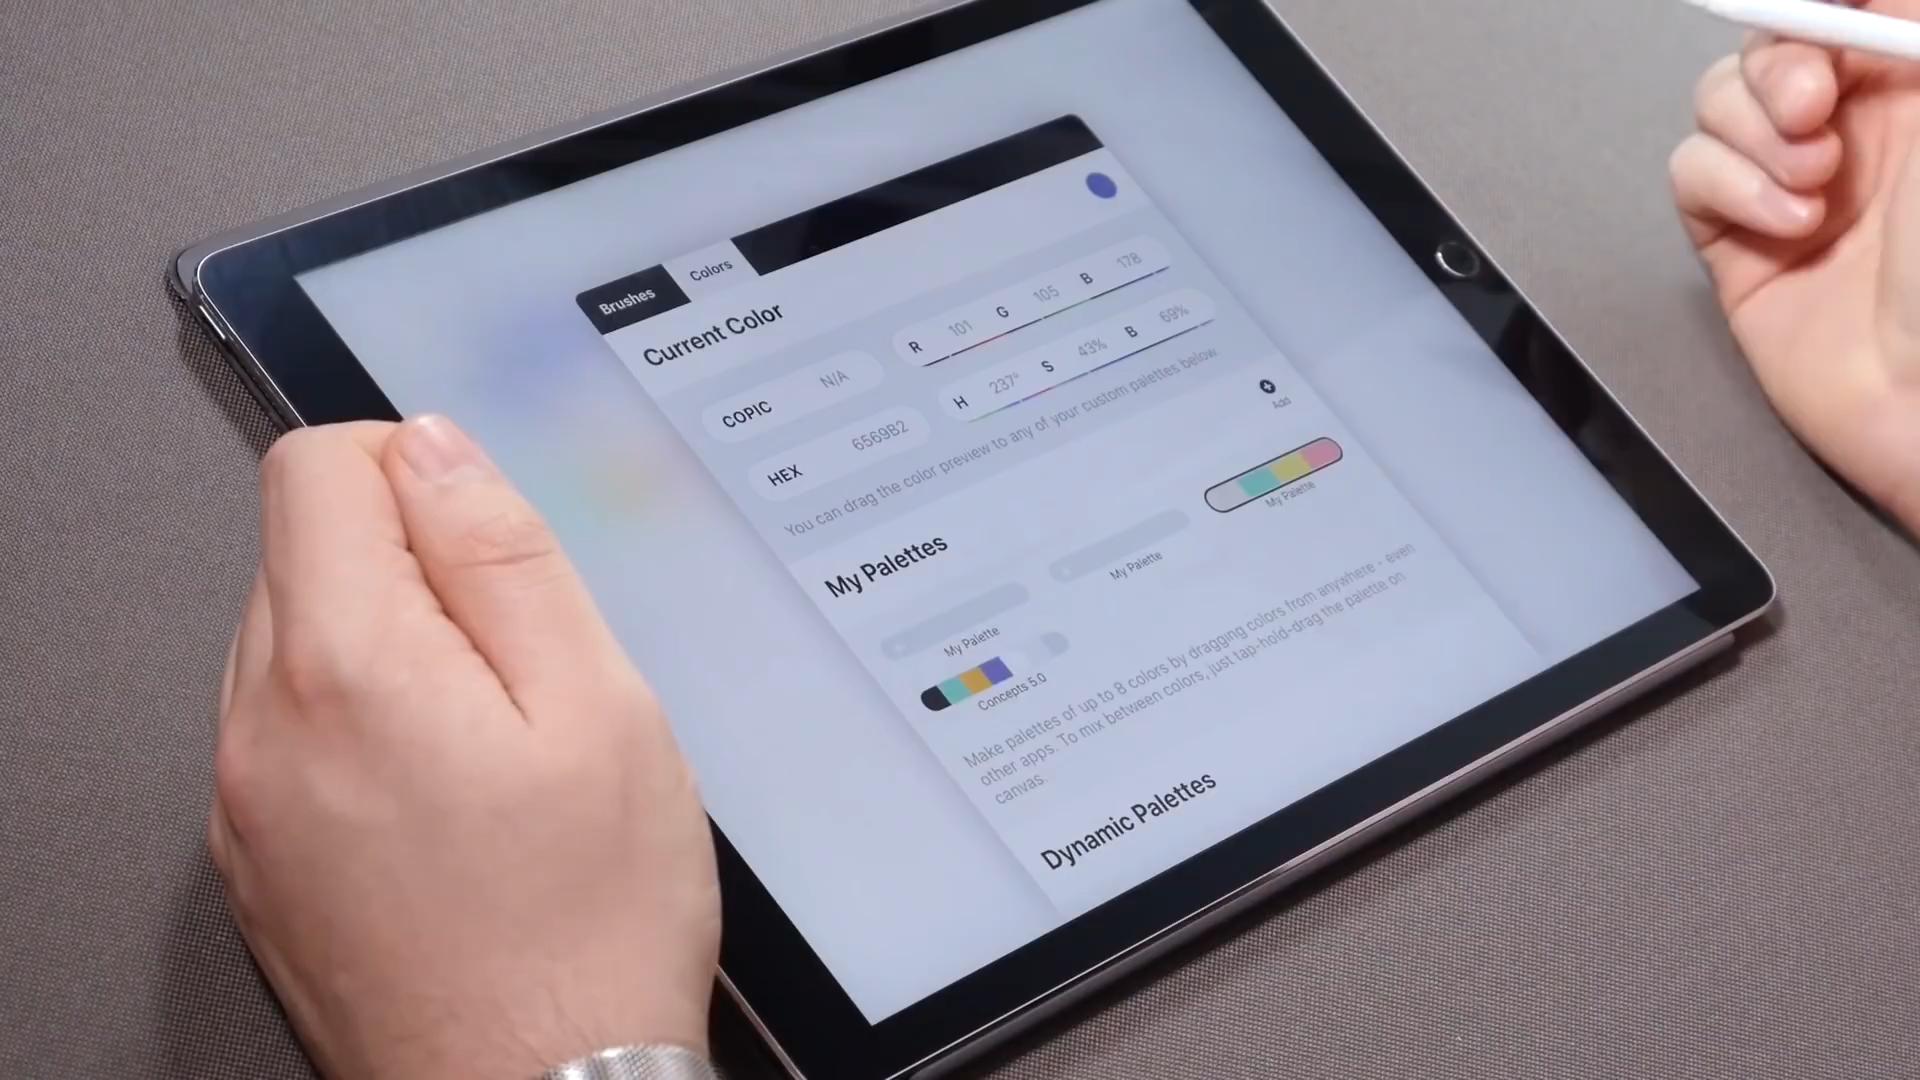 Brushes Colors
Current Color
COPIC N/A
R 101 G 105 B 178
HEX 6569B2
H 237° S 43% B 69%
You can drag the color preview to any of your custom palettes below.
My Palettes
Add
My Palette
My Palette
My Palette
Concepts 5.0
Make palettes of up to 8 colors by dragging colors from anywhere - even
other apps. To mix between colors, just tap-hold-drag the palette on
canvas.
Dynamic Palettes